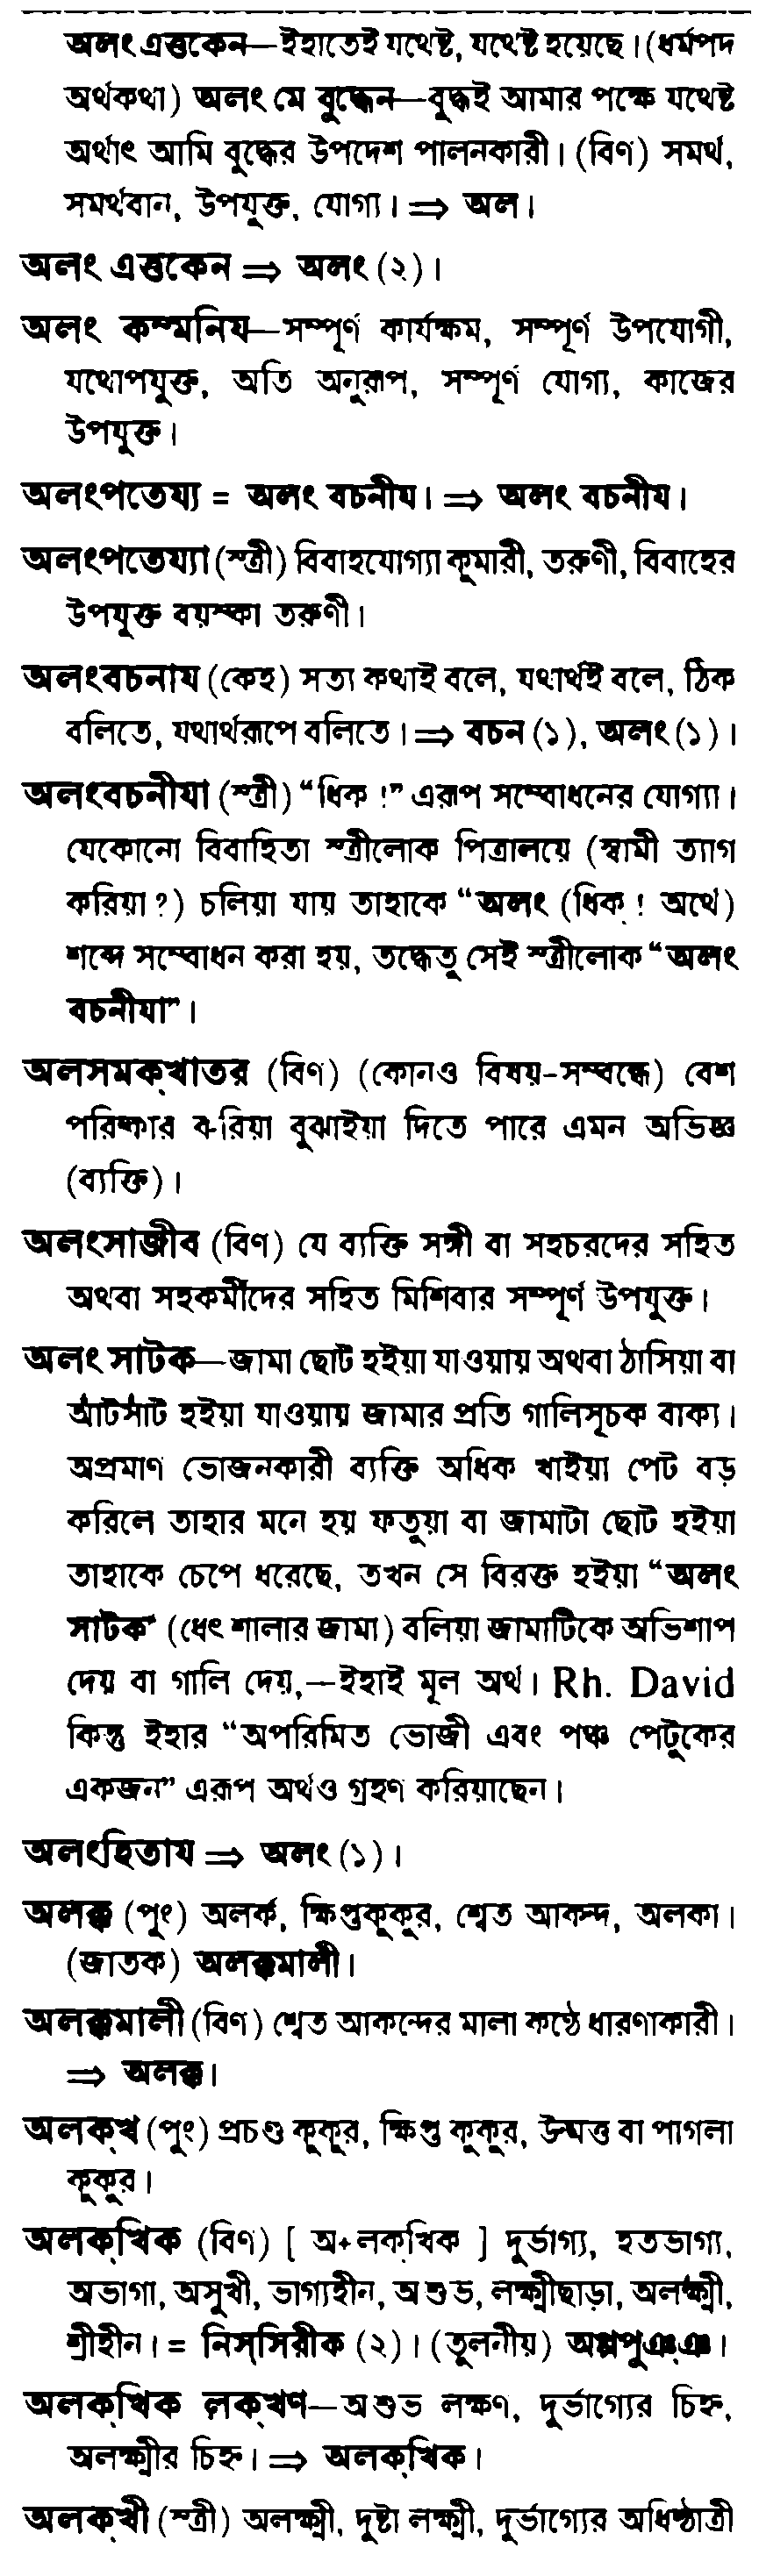 অলং এত্তকেন—ইহাতেই যথেষ্ট, যথেষ্ট হয়েছে। (ধর্মপদ
অর্থকথা) অলং মে বুদ্ধেন—বুদ্ধই আমার পক্ষে যথেষ্ট
অর্থাৎ আমি বুদ্ধের উপদেশ পালনকারী। (বিণ) সমর্থ,
সমর্থবান, উপযুক্ত, যোগ্য। ⇒ অল।
অলং এত্তকেন ⇒ অলং (২)।
অলং কম্মনিয—সম্পূর্ণ কার্যক্ষম, সম্পূর্ণ উপযোগী,
যথোপযুক্ত, অতি অনুরূপ, সম্পূর্ণ যোগ্য, কাজের
উপযুক্ত।
অলংপতেয্য = অলং বচনীয। ⇒ অলং বচনীয।
অলংপতেয্যা (স্ত্রী) বিবাহযোগ্যা কুমারী, তরুণী, বিবাহের
উপযুক্ত বয়স্কা তরুণী।
অলংবচনায (কেহ) সত্য কথাই বলে, যথার্থই বলে, ঠিক
বলিতে, যথার্থরূপে বলিতে। ⇒ বচন (১), অলং (১)।
অলংবচনীযা (স্ত্রী) “ধিক !” এরূপ সম্বোধনের যোগ্যা।
যেকোনো বিবাহিতা স্ত্রীলোক পিত্রালয়ে (স্বামী ত্যাগ
করিয়া ?) চলিয়া যায় তাহাকে “অলং (ধিক্ ! অর্থে)
শব্দে সম্বোধন করা হয়, তদ্ধেতু সেই স্ত্রীলোক “অলং
বচনীযা”।
অলসমক্খাতর (বিণ) (কোনও বিষয়-সম্বন্ধে) বেশ
পরিষ্কার করিয়া বুঝাইয়া দিতে পারে এমন অভিজ্ঞ
(ব্যক্তি)।
অলংসাজীব (বিণ) যে ব্যক্তি সঙ্গী বা সহচরদের সহিত
অথবা সহকর্মীদের সহিত মিশিবার সম্পূর্ণ উপযুক্ত।
অলং সাটক—জামা ছোট হইয়া যাওয়ায় অথবা ঠাসিয়া বা
আঁটসাঁট হইয়া যাওয়ায় জামার প্রতি গালিসূচক বাক্য।
অপ্রমাণ ভোজনকারী ব্যক্তি অধিক খাইয়া পেট বড়
করিলে তাহার মনে হয় ফতুয়া বা জামাটা ছোট হইয়া
তাহাকে চেপে ধরেছে, তখন সে বিরক্ত হইয়া “অলং
সাটক” (ধেৎ শালার জামা) বলিয়া জামাটিকে অভিশাপ
দেয় বা গালি দেয়,—ইহাই মূল অর্থ। Rh. David
কিন্তু ইহার “অপরিমিত ভোজী এবং পঞ্চ পেটুকের
একজন” এরূপ অর্থও গ্রহণ করিয়াছেন।
অলংহিতায ⇒ অলং (১)।
অলক্ক (পুং) অলর্ক, ক্ষিপ্তকুকুর, শ্বেত আকন্দ, অলকা।
(জাতক) অলক্কমালী।
অলক্কমালী (বিণ) শ্বেত আকন্দের মালা কণ্ঠে ধারণাকারী।
⇒ অলক্ক।
অলক্খ (পুং) প্রচণ্ড কুকুর, ক্ষিপ্ত কুকুর, উন্মত্ত বা পাগলা
কুকুর।
অলক্খিক (বিণ) [ অ+লক্খিক ] দুর্ভাগ্য, হতভাগ্য,
অভাগা, অসুখী, ভাগ্যহীন, অশুভ, লক্ষ্মীছাড়া, অলক্ষ্মী,
শ্রীহীন। = নিস্সিরীক (২)। (তুলনীয়) অপ্পপুঞ্ঞ।
অলক্খিক লক্খণ—অশুভ লক্ষণ, দুর্ভাগ্যের চিহ্ন,
অলক্ষ্মীর চিহ্ন। ⇒ অলক্খিক।
অলক্খী (স্ত্রী) অলক্ষ্মী, দুষ্টা লক্ষ্মী, দুর্ভাগ্যের অধিষ্ঠাত্রী